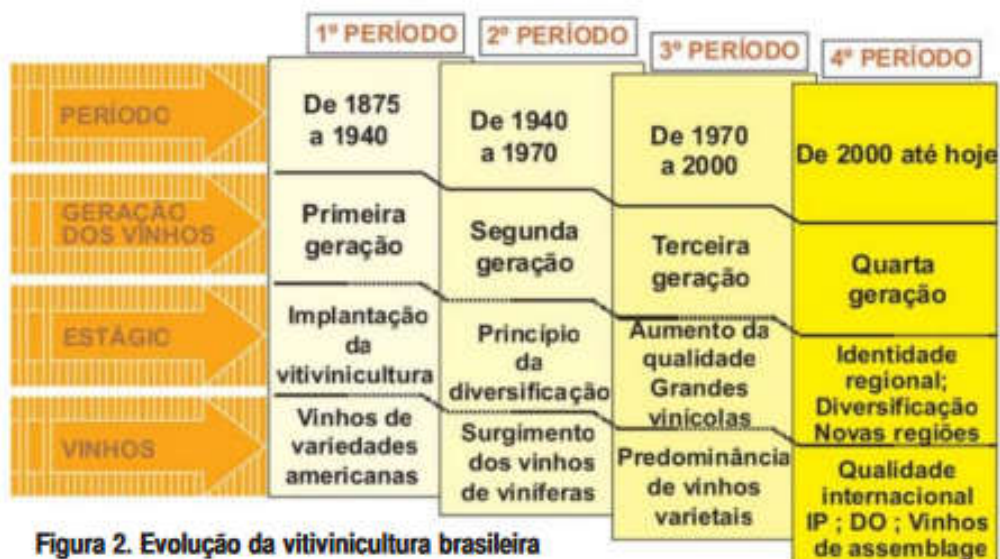 1º PERÍODO
2º PERÍODO
3º PERÍODO
4º PERÍODO
PERÍODO
De 1875
a 1940
De 1940
a 1970
De 1970
a 2000
De 2000 até hoje
GERAÇÃO
DOS VINHOS
Primeira
geração
Segunda
geração
Terceira
geração
Quarta
geração
ESTÁGIC
Implantação
da
vitivinicultura
Princípio
da
diversificação
Aumento da
qualidade
Grandes
vinícolas
Identidade
regional;
Diversificação
Novas regiões
VINHOS
Vinhos de
variedades
americanas
Surgimento
dos vinhos
de viníferas
Predominância
de vinhos
varietais
Qualidade
internacional
IP ; DO ; Vinhos
de assemblage
Figura 2. Evolução da vitivinicultura brasileira